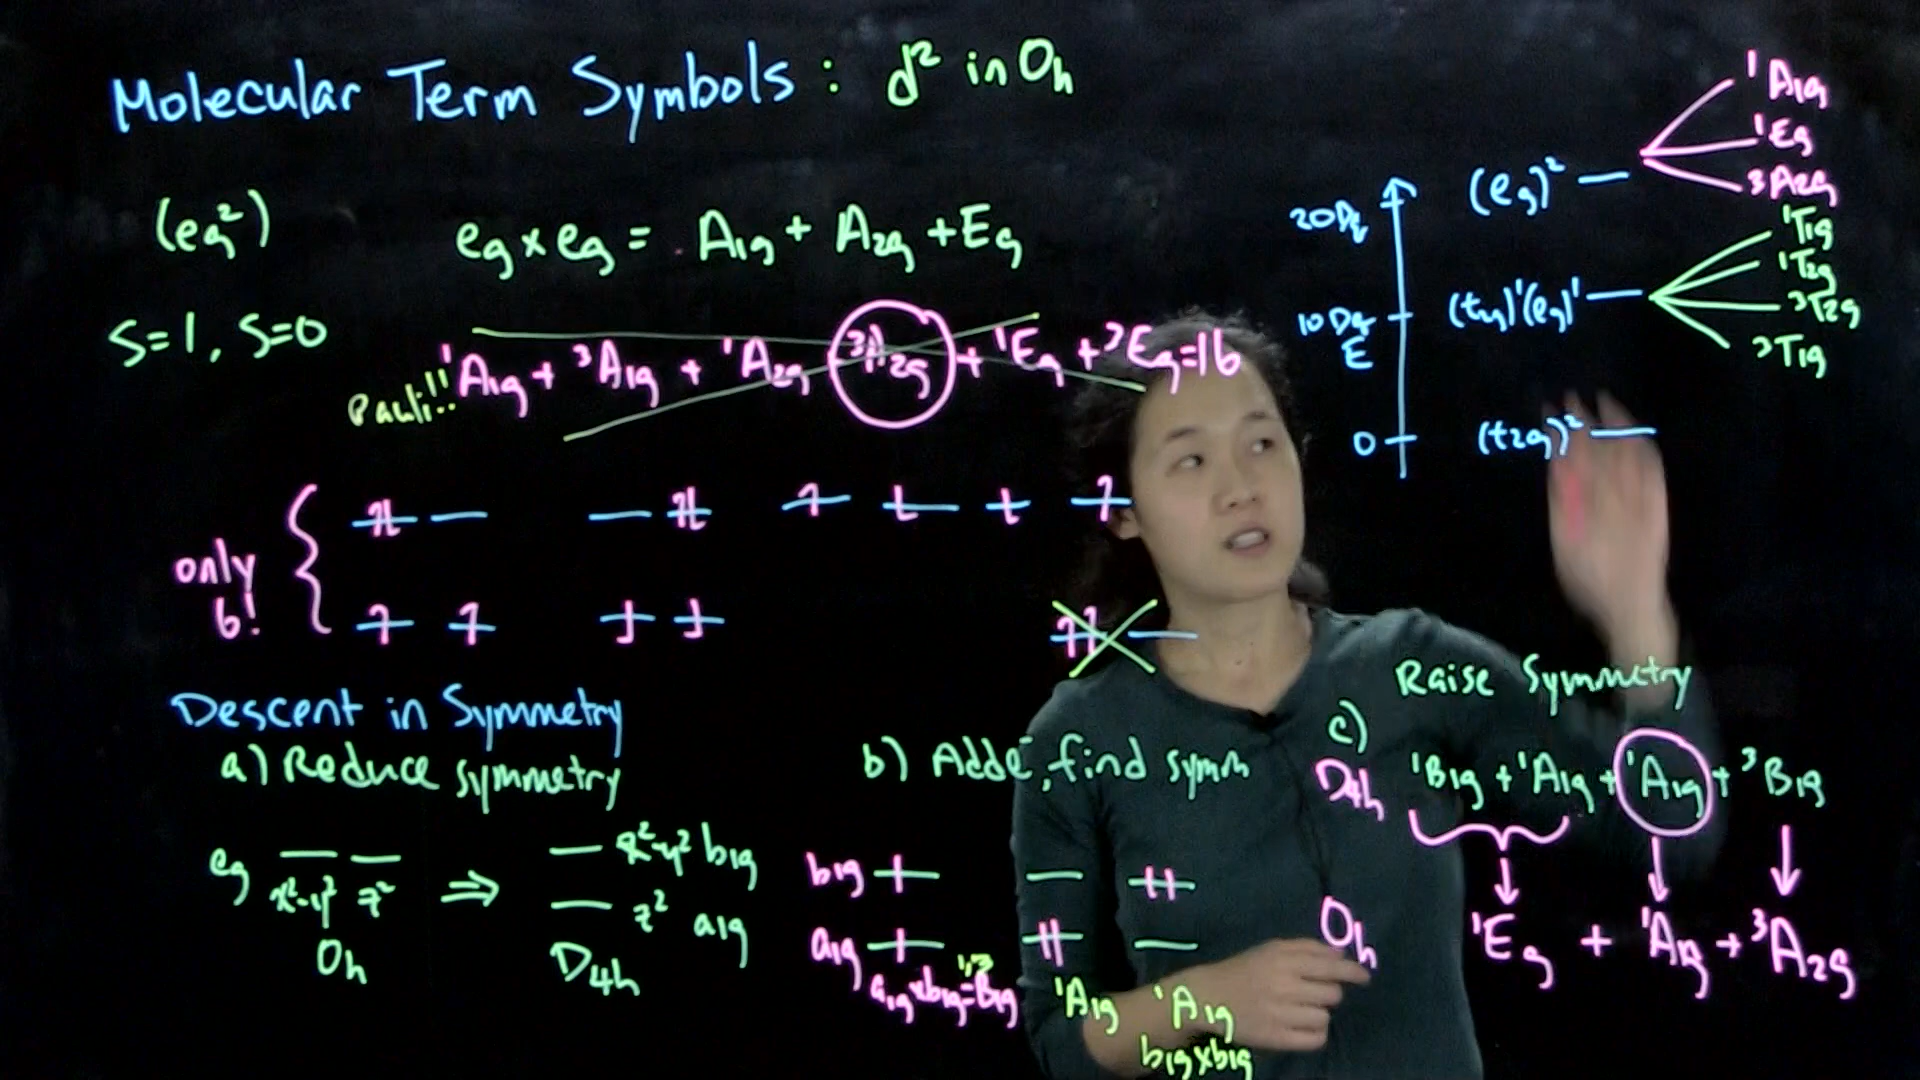 Molecular Term Symbols : d² in Oh
(eg²)
eg x eg = A1g + A2g + Eg
S=1, S=0
Pauli!!
¹A1g + ³A1g + ¹A2g ³A2g + ¹Eg + ³Eg = 16
only 6!
Descent in Symmetry
a) Reduce symmetry
eg
x²-y² z²
Oh
⇒
x²-y² b1g
z² a1g
D4h
b) Add e⁻, find symm
b1g
a1g
a1g x b1g = ¹,³B1g
¹A1g
¹A1g
b1g x b1g
c) Raise Symmetry
D4h ¹B1g + ¹A1g + ¹A1g + ³B1g
Oh ¹Eg + ¹A1g + ³A2g
20Dq
10Dq
E
0
(eg)²
¹A1g
¹Eg
³A2g
(t2g)¹(eg)¹
¹T1g
¹T2g
³T2g
³T1g
(t2g)²